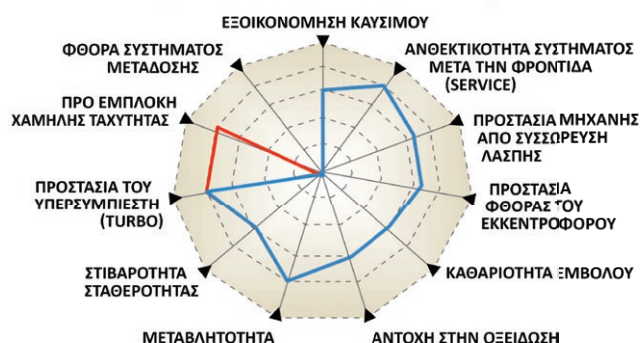 ΕΞΟΙΚΟΝΟΜΗΣΗ ΚΑΥΣΙΜΟΥ
ΑΝΘΕΚΤΙΚΟΤΗΤΑ ΣΥΣΤΗΜΑΤΟΣ
ΜΕΤΑ ΤΗΝ ΦΡΟΝΤΙΔΑ
(SERVICE)
ΠΡΟΣΤΑΣΙΑ ΜΗΧΑΝΗΣ
ΑΠΟ ΣΥΣΣΩΡΕΥΣΗ
ΛΑΣΠΗΣ
ΠΡΟΣΤΑΣΙΑ
ΦΘΟΡΑΣ ΤΟΥ
ΕΚΚΕΝΤΡΟΦΟΡΟΥ
ΚΑΘΑΡΙΟΤΗΤΑ ΕΜΒΟΛΟΥ
ΑΝΤΟΧΗ ΣΤΗΝ ΟΞΕΙΔΩΣΗ
ΜΕΤΑΒΛΗΤΟΤΗΤΑ
ΣΤΙΒΑΡΟΤΗΤΑ
ΣΤΑΘΕΡΟΤΗΤΑΣ
ΠΡΟΣΤΑΣΙΑ ΤΟΥ
ΥΠΕΡΣΥΜΠΙΕΣΤΗ
(TURBO)
ΠΡΟ ΕΜΠΛΟΚΗ
ΧΑΜΗΛΗΣ ΤΑΧΥΤΗΤΑΣ
ΦΘΟΡΑ ΣΥΣΤΗΜΑΤΟΣ
ΜΕΤΑΔΟΣΗΣ